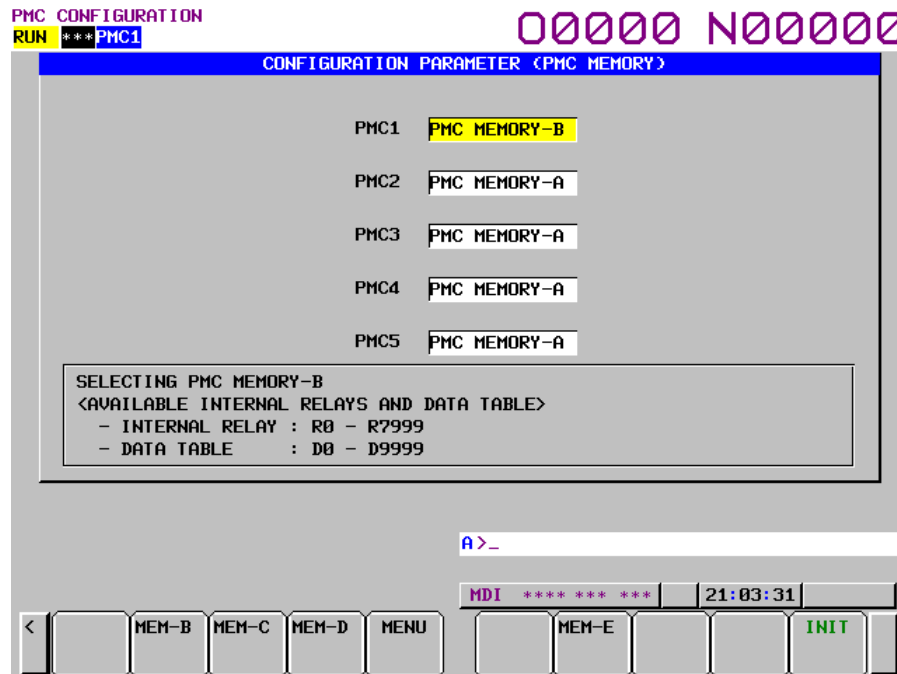 PMC CONFIGURATION
RUN ***PMC1
O0000 N00000
CONFIGURATION PARAMETER (PMC MEMORY)
PMC1 PMC MEMORY-B
PMC2 PMC MEMORY-A
PMC3 PMC MEMORY-A
PMC4 PMC MEMORY-A
PMC5 PMC MEMORY-A
SELECTING PMC MEMORY-B
<AVAILABLE INTERNAL RELAYS AND DATA TABLE>
- INTERNAL RELAY : R0 - R7999
- DATA TABLE : D0 - D9999
A>_
MDI **** *** *** 21:03:31
< MEM-B MEM-C MEM-D MENU MEM-E INIT